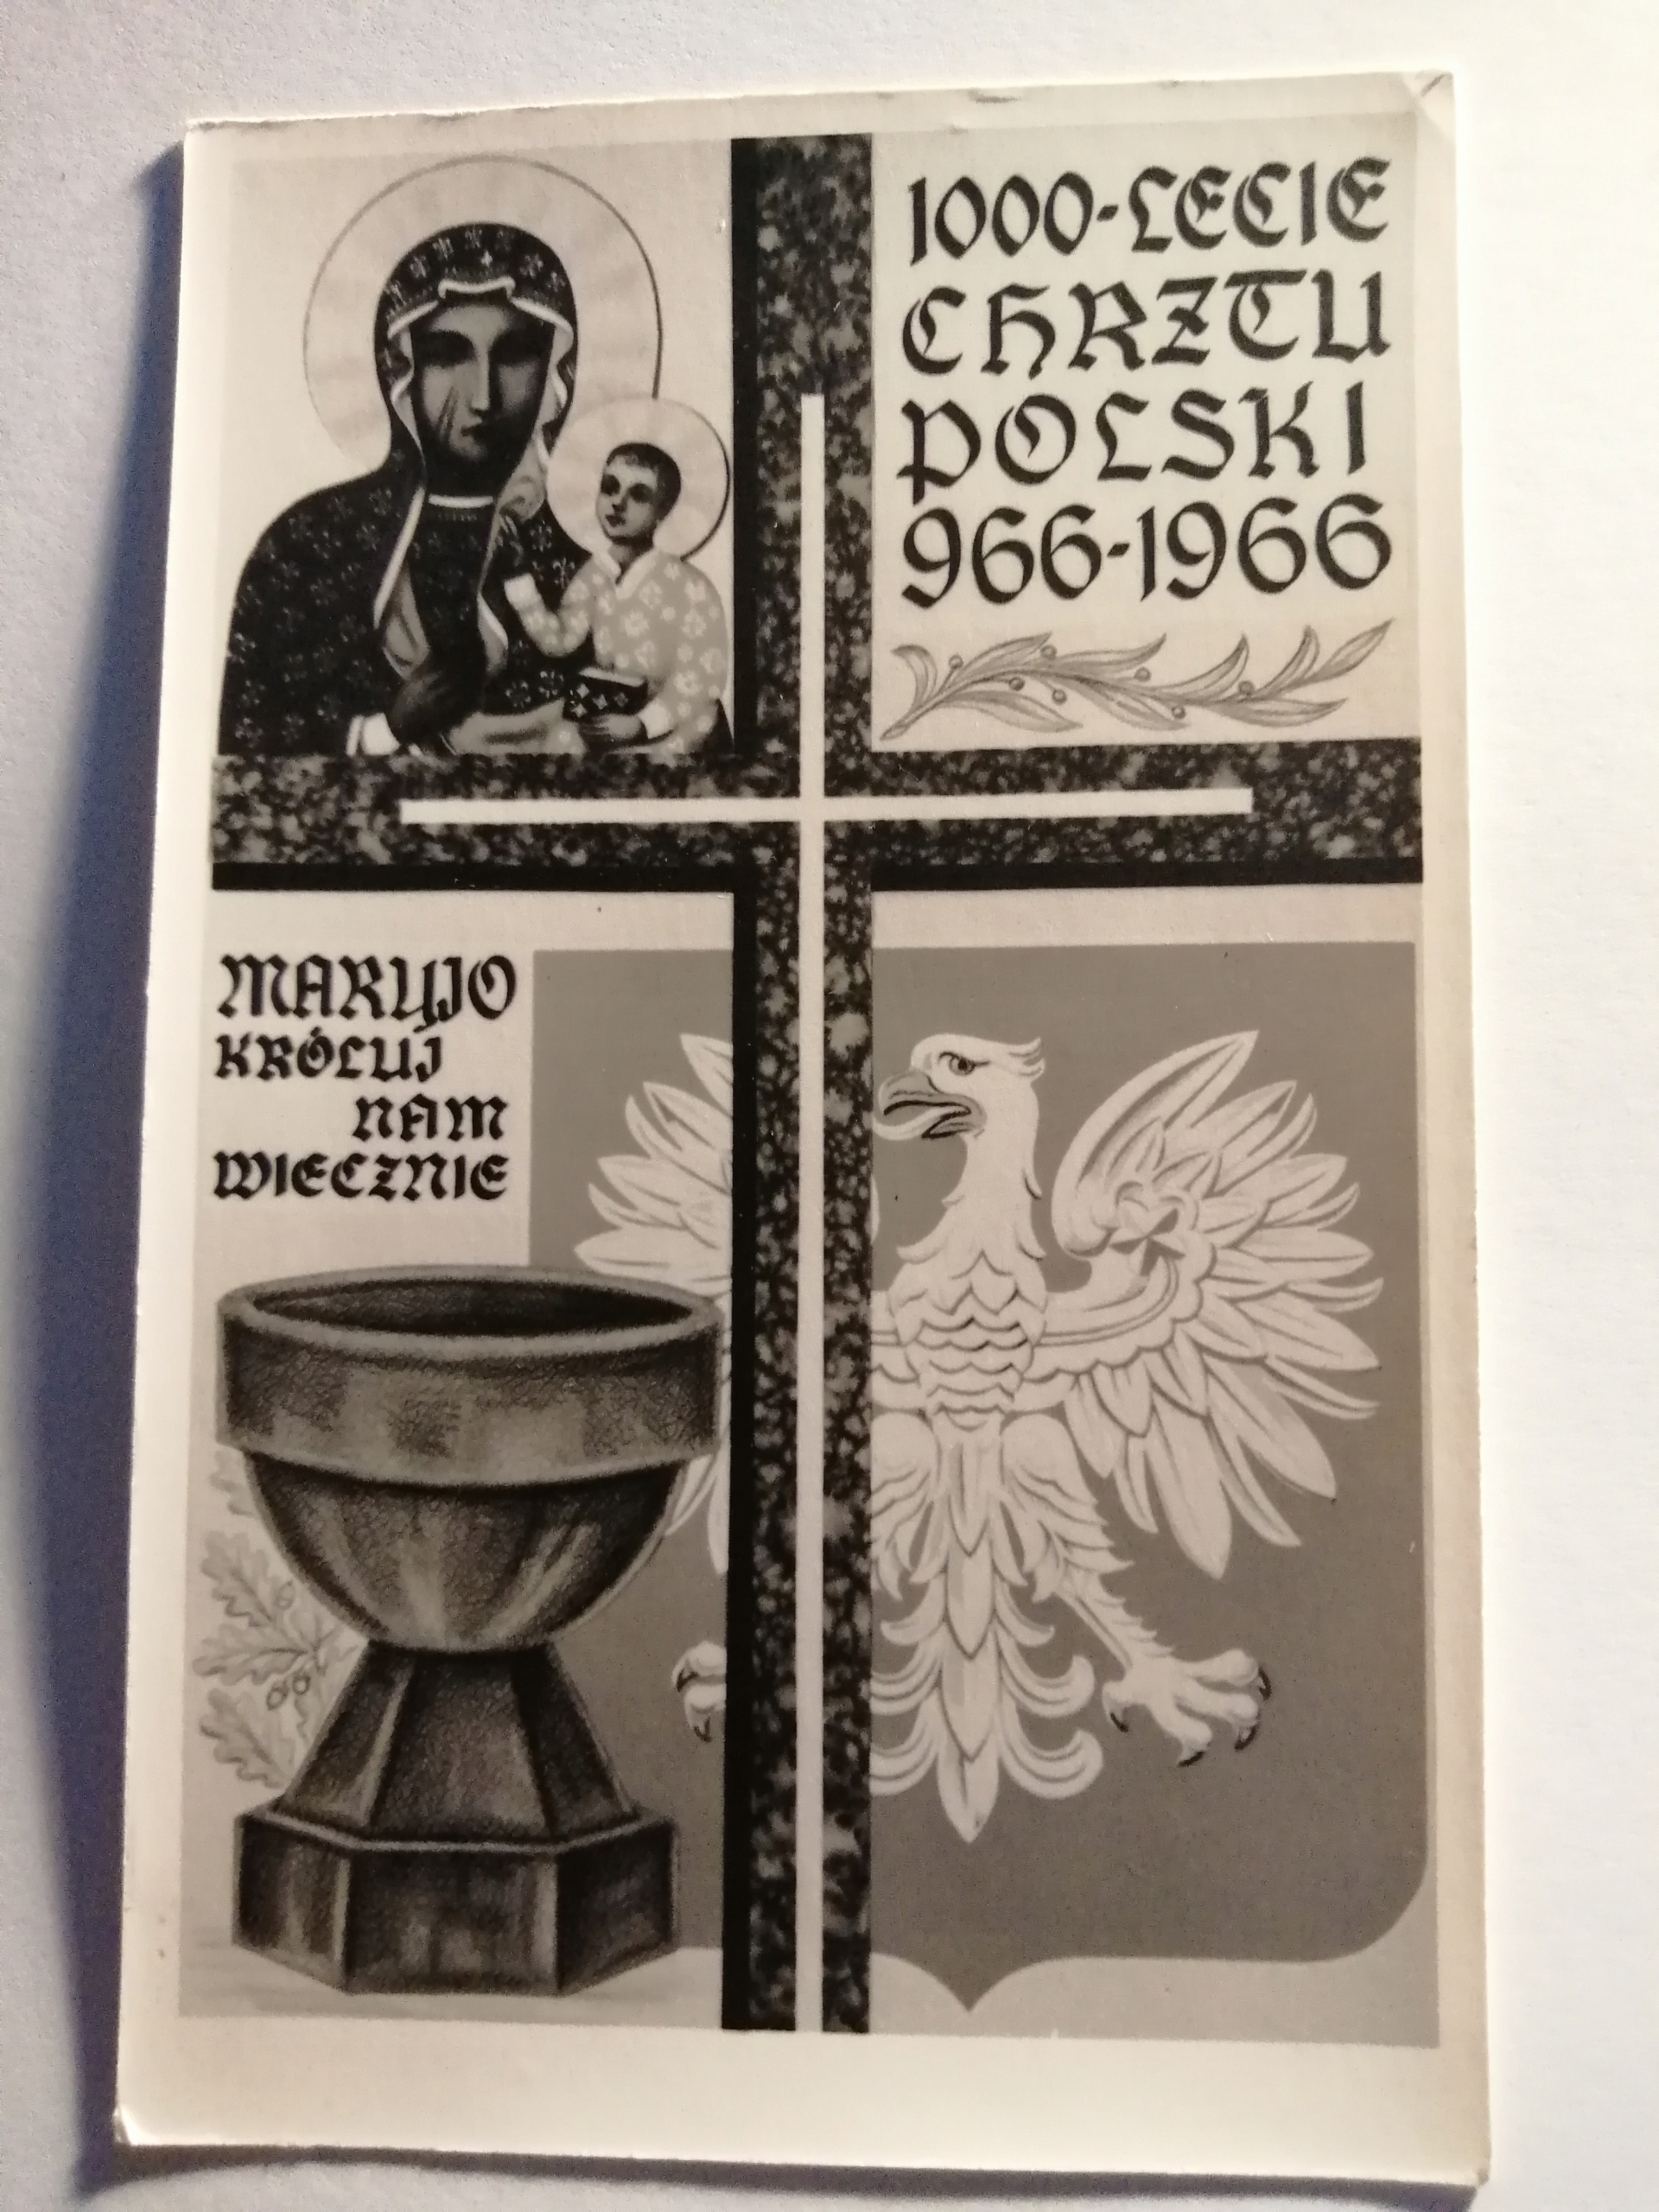 1000-LECIE
CHRZTU
POLSKI
966-1966
MARYJO
KRÓLUJ
NAM
WIECZNIE